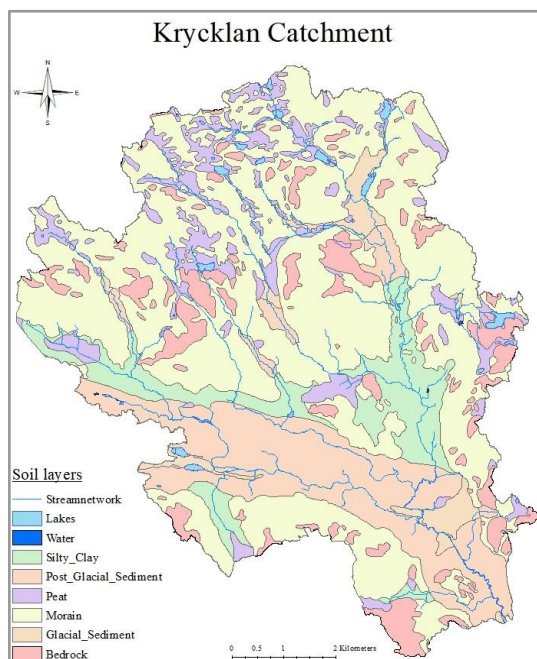 Krycklan Catchment
N
W E
S
Soil layers
Streamnetwork
Lakes
Water
Silty_Clay
Post_Glacial_Sediment
Peat
Morain
Glacial_Sediment
Bedrock
0 0.5 1 2 Kilometers